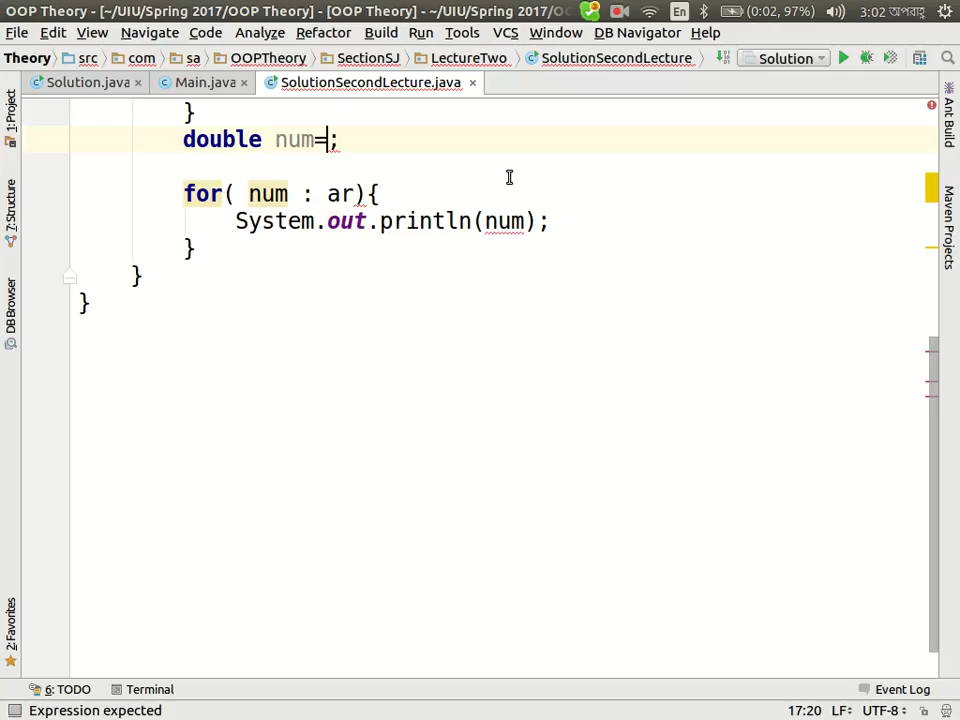 OOP Theory - [~/UIU/Spring 2017/OOP Theory] - [OOP Theory] - ~/UIU/Spring 2017/OO
En
(0:02, 97%)
3:02 অপরাহ্ণ
File Edit View Navigate Code Analyze Refactor Build Run Tools VCS Window DB Navigator Help
Theory src com sa OOPTheory SectionSJ LectureTwo SolutionSecondLecture Solution
Solution.java × Main.java × SolutionSecondLecture.java ×
1: Project
7: Structure
DB Browser
2: Favorites
}
double num=;
for( num : ar){
System.out.println(num);
}
}
}
Ant Build
Maven Projects
6: TODO Terminal Event Log
Expression expected 17:20 LF÷ UTF-8÷